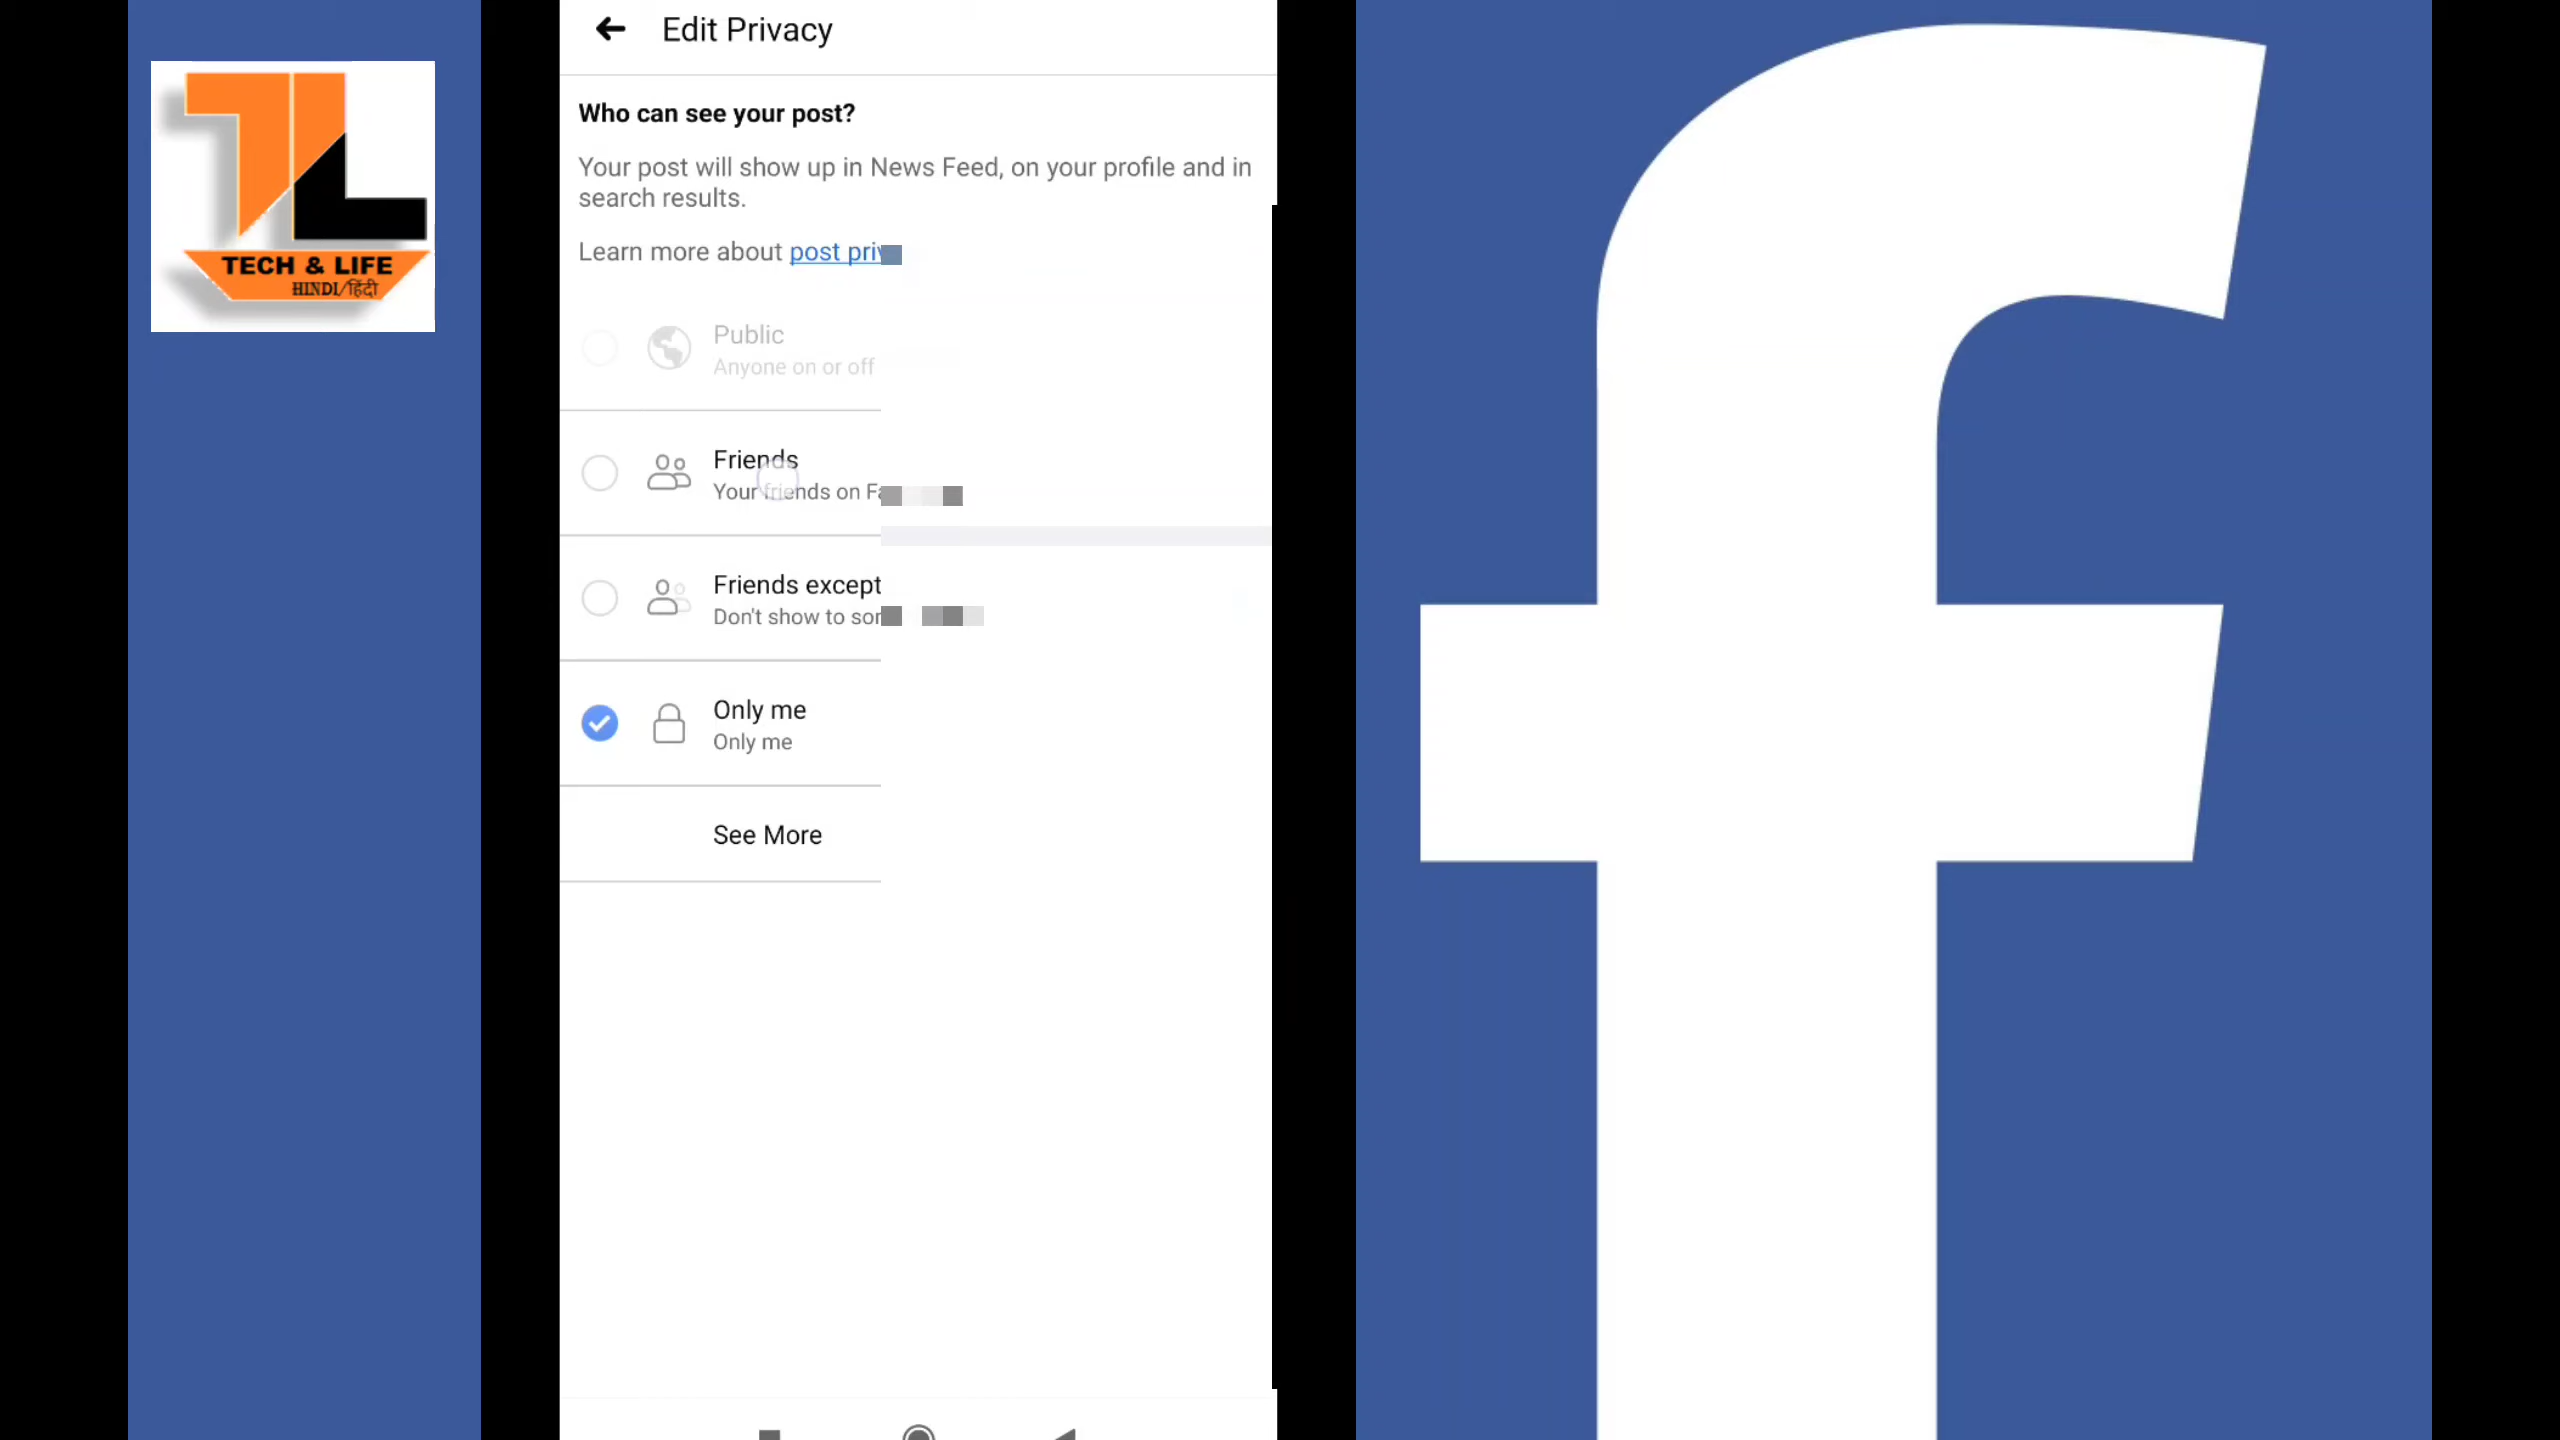 TECH & LIFE
HINDI/हिंदी
Edit Privacy
Who can see your post?
Your post will show up in News Feed, on your profile and in
search results.
Learn more about post
Public
Anyone on or off
Friends
Your friends on
Friends except
Don't show to
Only me
Only me
See More